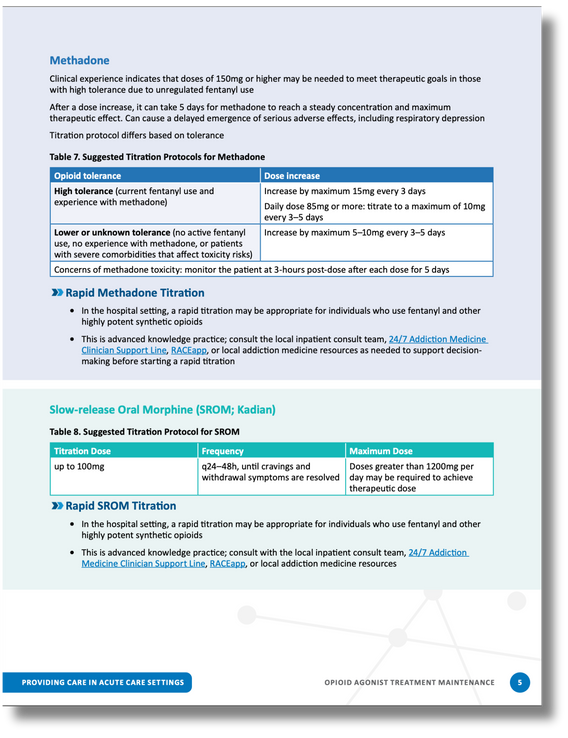 Methadone
Clinical experience indicates that doses of 150mg or higher may be needed to meet therapeutic goals in those
with high tolerance due to unregulated fentanyl use
After a dose increase, it can take 5 days for methadone to reach a steady concentration and maximum
therapeutic effect. Can cause a delayed emergence of serious adverse effects, including respiratory depression
Titration protocol differs based on tolerance
Table 7. Suggested Titration Protocols for Methadone
Opioid tolerance
Dose increase
High tolerance (current fentanyl use and
experience with methadone)
Increase by maximum 15mg every 3 days
Daily dose 85mg or more: titrate to a maximum of 10mg
every 3–5 days
Lower or unknown tolerance (no active fentanyl
use, no experience with methadone, or patients
with severe comorbidities that affect toxicity risks)
Increase by maximum 5–10mg every 3–5 days
Concerns of methadone toxicity: monitor the patient at 3-hours post-dose after each dose for 5 days
Rapid Methadone Titration
• In the hospital setting, a rapid titration may be appropriate for individuals who use fentanyl and other
highly potent synthetic opioids
• This is advanced knowledge practice; consult the local inpatient consult team, 24/7 Addiction Medicine
Clinician Support Line, RACEapp, or local addiction medicine resources as needed to support decision-
making before starting a rapid titration
Slow-release Oral Morphine (SROM; Kadian)
Table 8. Suggested Titration Protocol for SROM
Titration Dose
Frequency
Maximum Dose
up to 100mg
q24–48h, until cravings and
withdrawal symptoms are resolved
Doses greater than 1200mg per
day may be required to achieve
therapeutic dose
Rapid SROM Titration
• In the hospital setting, a rapid titration may be appropriate for individuals who use fentanyl and other
highly potent synthetic opioids
• This is advanced knowledge practice; consult with the local inpatient consult team, 24/7 Addiction
Medicine Clinician Support Line, RACEapp, or local addiction medicine resources
PROVIDING CARE IN ACUTE CARE SETTINGS
OPIOID AGONIST TREATMENT MAINTENANCE
5